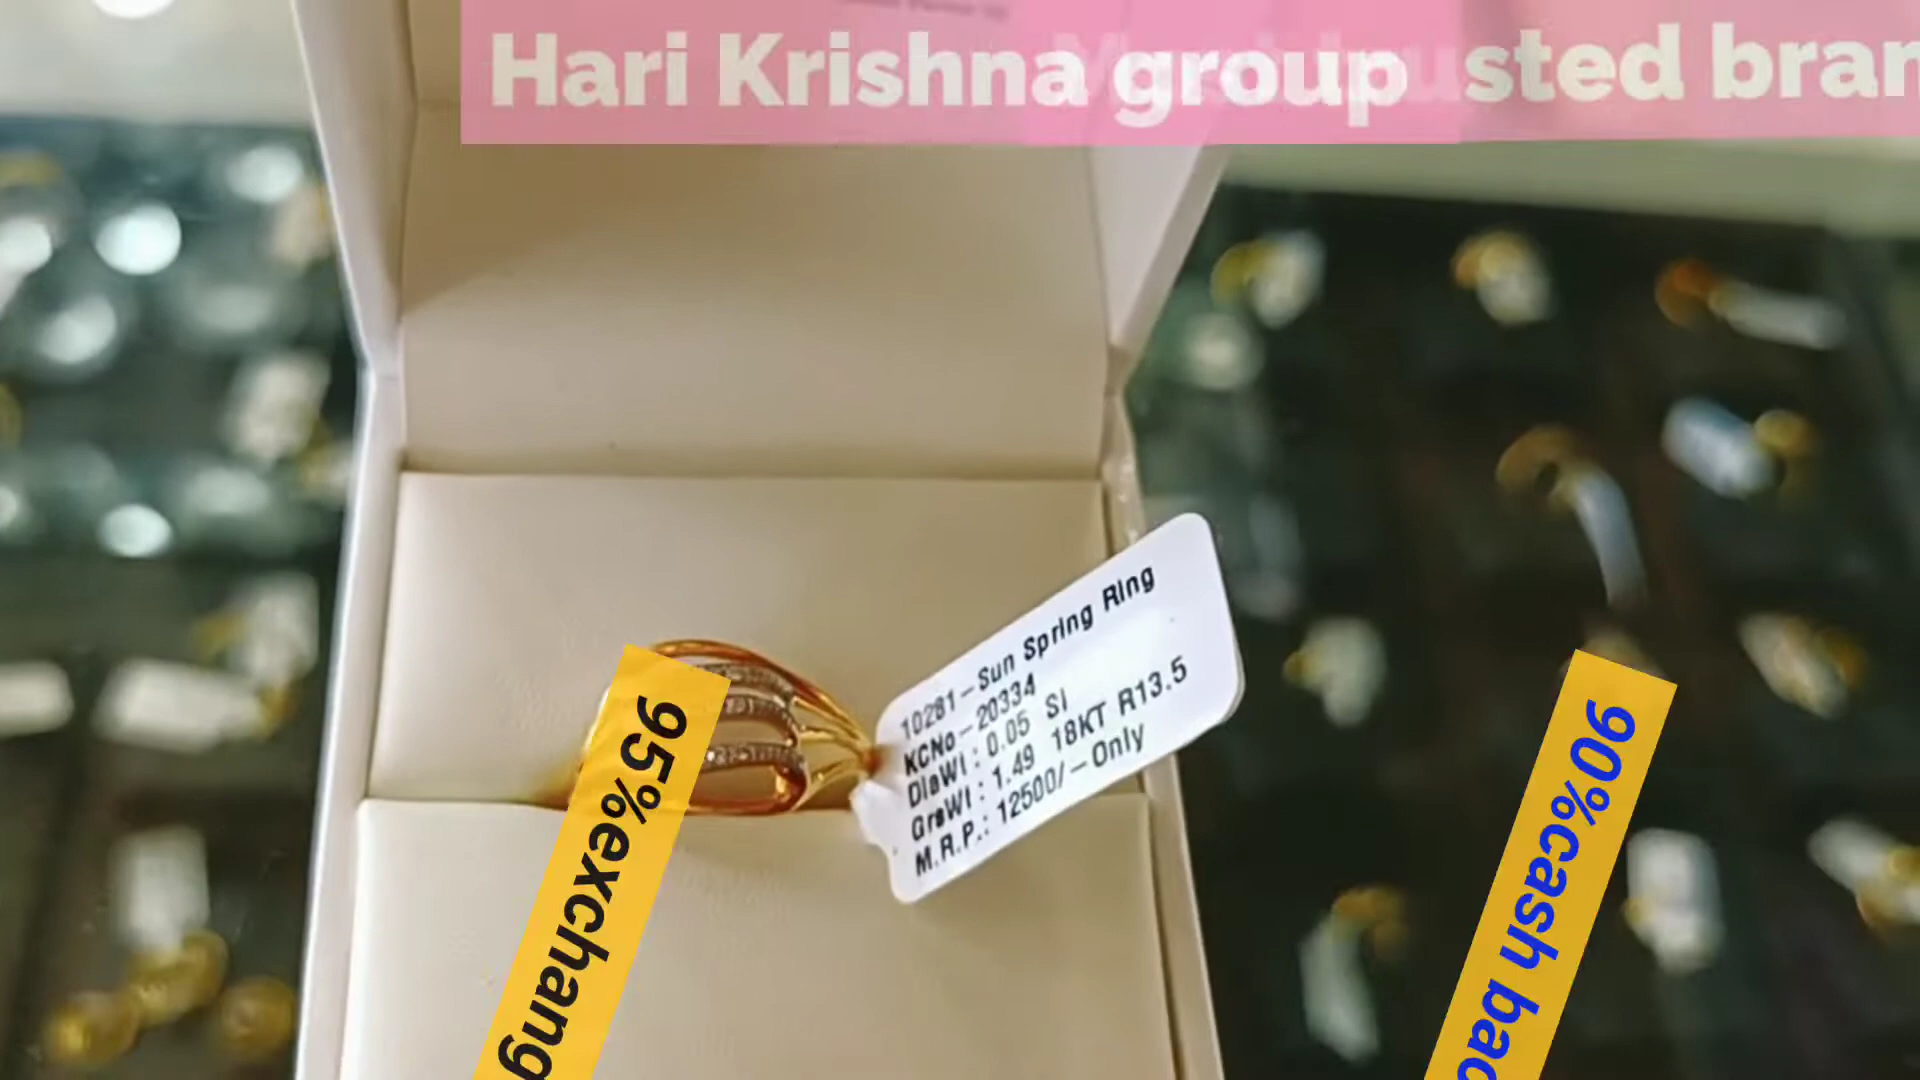 Hari Krishna group
sted bran
10281-Sun Spring Ring
KCNo-20334
DiaWt : 0.05 SI
GrsWt : 1.49 18KT R13.5
M.R.P.: 12500/-Only
95%exchang
90%cash bac